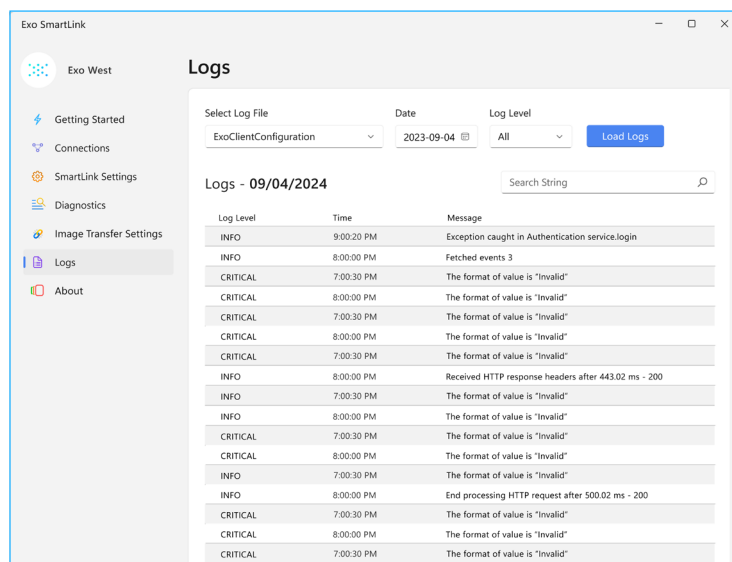 Exo SmartLink
Exo West
Getting Started
Connections
SmartLink Settings
Diagnostics
Image Transfer Settings
Logs
About
Logs
Select Log File Date Log Level
ExoClientConfiguration 2023-09-04 All Load Logs
Logs - 09/04/2024 Search String
Log Level Time Message
INFO 9:00:20 PM Exception caught in Authentication service.login
INFO 8:00:00 PM Fetched events 3
CRITICAL 7:00:30 PM The format of value is “Invalid”
CRITICAL 8:00:00 PM The format of value is “Invalid”
CRITICAL 7:00:30 PM The format of value is “Invalid”
CRITICAL 8:00:00 PM The format of value is “Invalid”
CRITICAL 7:00:30 PM The format of value is “Invalid”
INFO 8:00:00 PM Received HTTP response headers after 443.02 ms - 200
INFO 7:00:30 PM The format of value is “Invalid”
INFO 8:00:00 PM The format of value is “Invalid”
CRITICAL 7:00:30 PM The format of value is “Invalid”
CRITICAL 8:00:00 PM The format of value is “Invalid”
INFO 7:00:30 PM The format of value is “Invalid”
INFO 8:00:00 PM End processing HTTP request after 500.02 ms - 200
CRITICAL 7:00:30 PM The format of value is “Invalid”
CRITICAL 8:00:00 PM The format of value is “Invalid”
CRITICAL 7:00:30 PM The format of value is “Invalid”